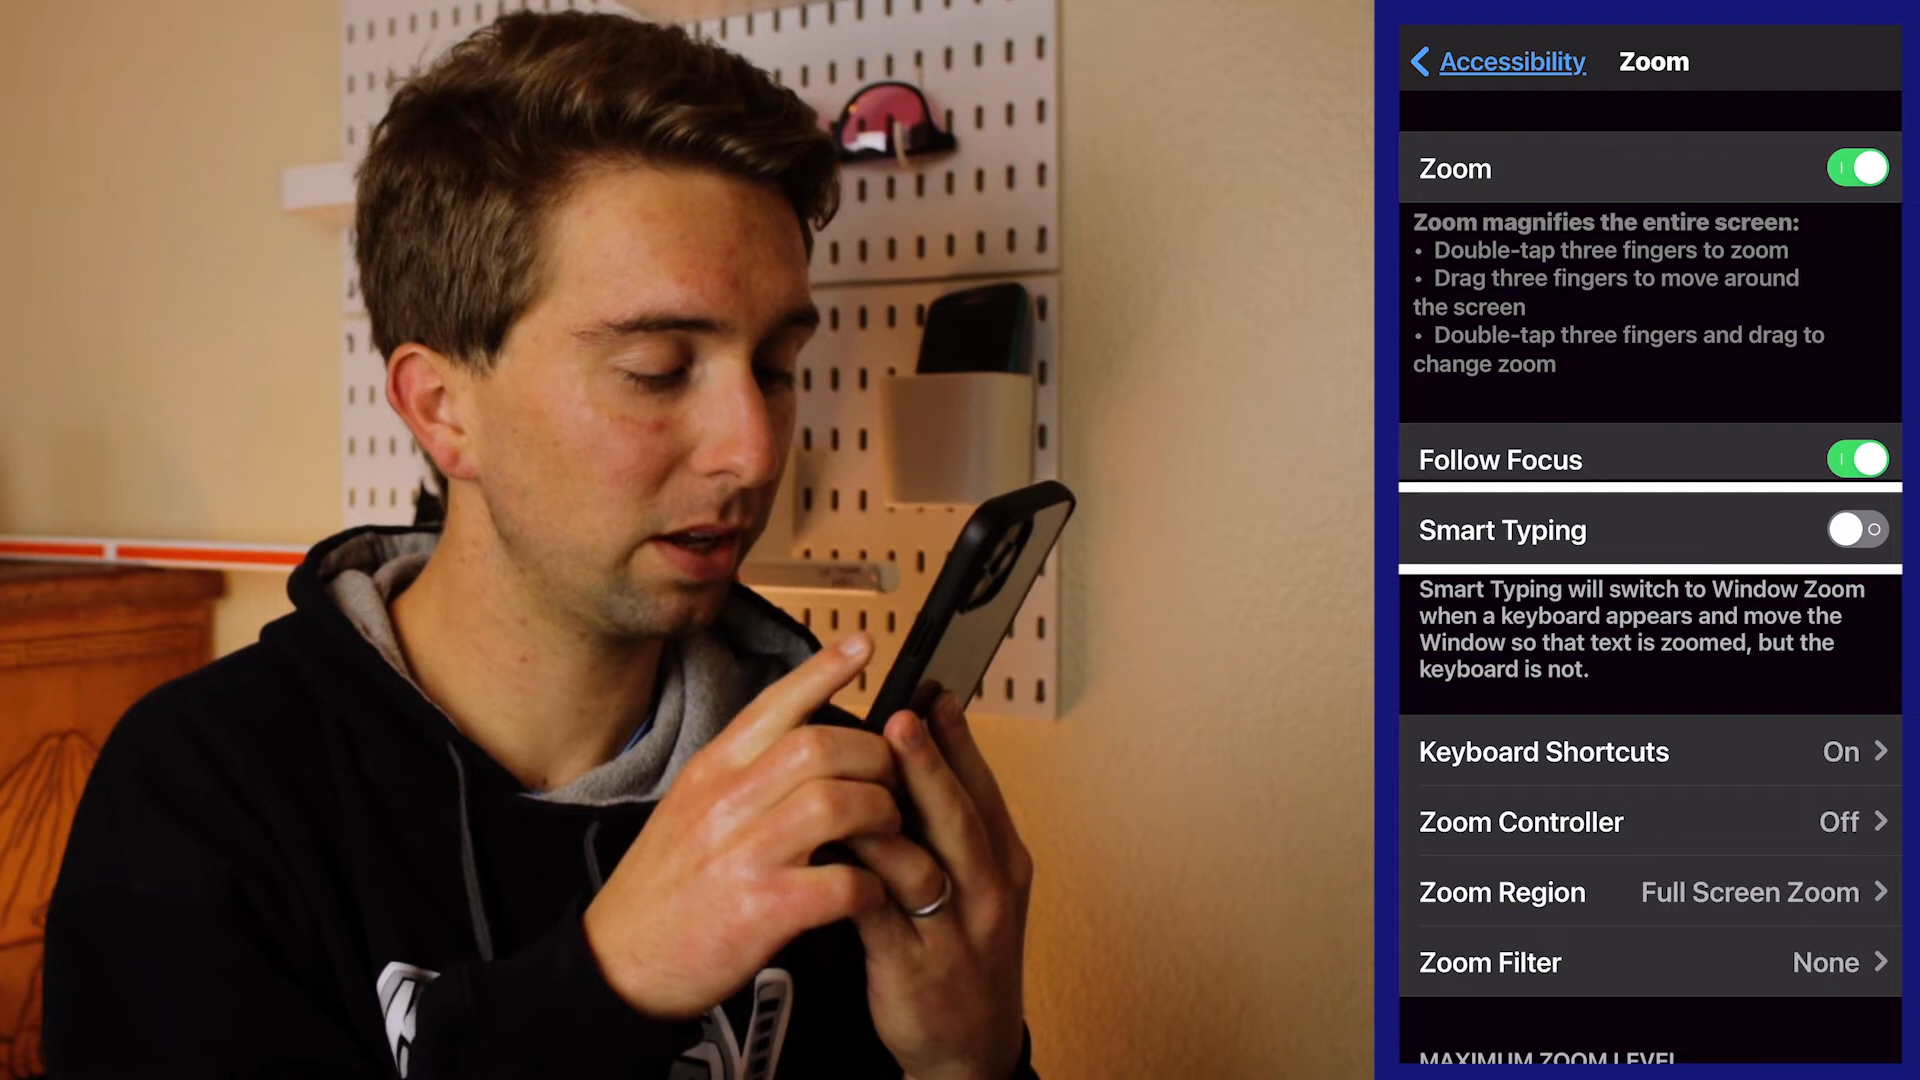 Accessibility Zoom
Zoom
Zoom magnifies the entire screen:
• Double-tap three fingers to zoom
• Drag three fingers to move around
the screen
• Double-tap three fingers and drag to
change zoom
Follow Focus
Smart Typing
Smart Typing will switch to Window Zoom
when a keyboard appears and move the
Window so that text is zoomed, but the
keyboard is not.
Keyboard Shortcuts On
Zoom Controller Off
Zoom Region Full Screen Zoom
Zoom Filter None
MAXIMUM ZOOM LEVEL